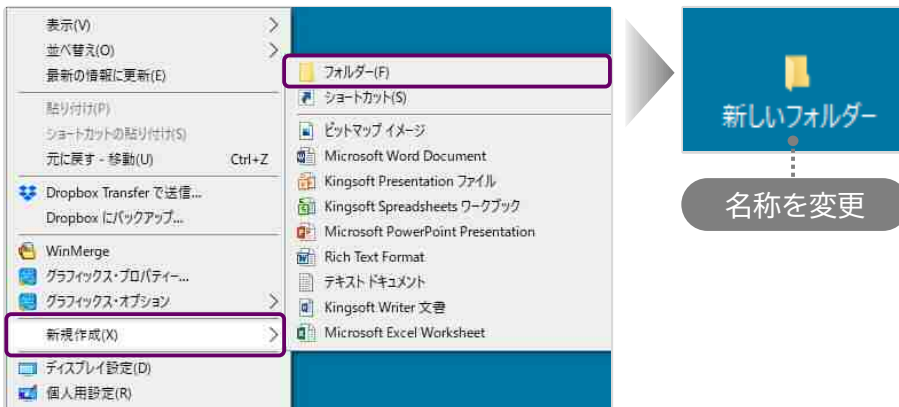 表示(V)
並べ替え(O)
最新の情報に更新(E)
貼り付け(P)
ショートカットの貼り付け(S)
元に戻す - 移動(U) Ctrl+Z
Dropbox Transfer で送信...
Dropbox にバックアップ...
WinMerge
グラフィックス・プロパティー...
グラフィックス・オプション
新規作成(X)
ディスプレイ設定(D)
個人用設定(R)
フォルダー(F)
ショートカット(S)
ビットマップ イメージ
Microsoft Word Document
Kingsoft Presentation ファイル
Kingsoft Spreadsheets ワークブック
Microsoft PowerPoint Presentation
Rich Text Format
テキスト ドキュメント
Kingsoft Writer 文書
Microsoft Excel Worksheet
新しいフォルダー
名称を変更